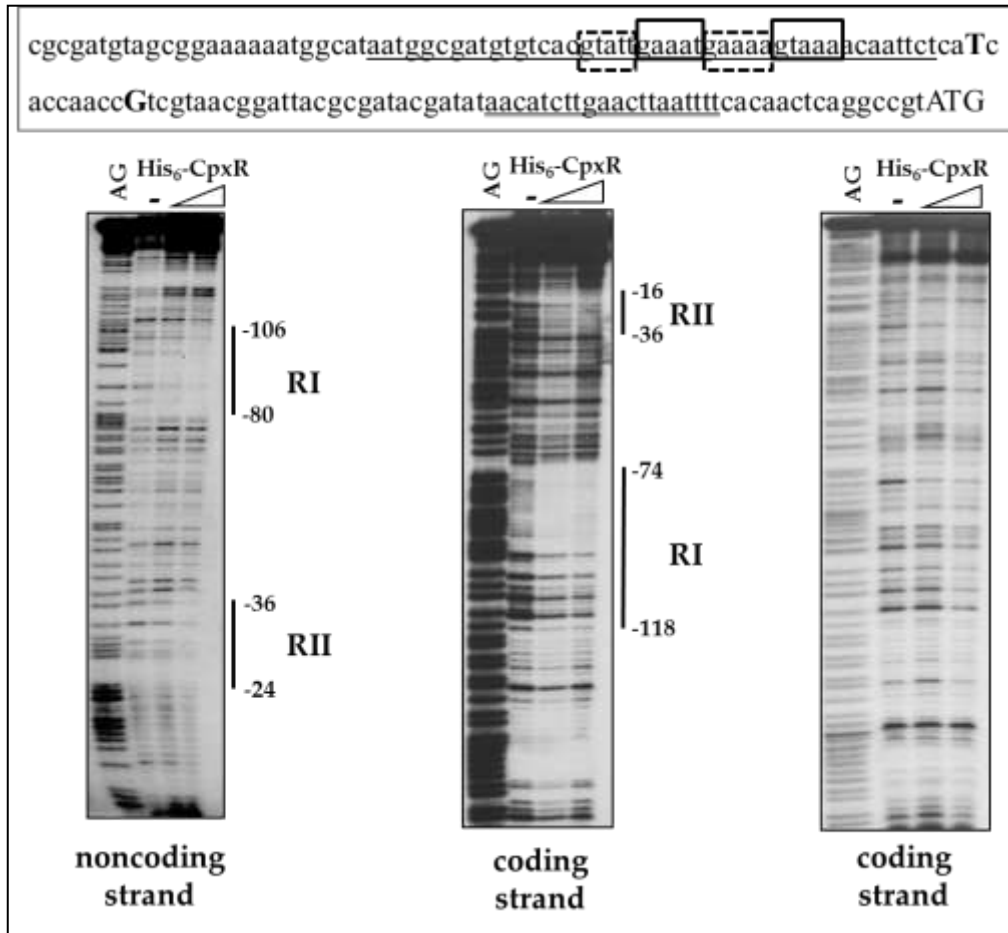 cgcgatgtagcggaaaaaatggcataatggcgatgtgtcacgtattgaaatgaaaagtaaaacaattctcaTc
accaaccGtcgtaacggattacgcgatacgatataacatcttgaacttaattttcacaactcaggccgtATG
AG - His6-CpxR
-106
RI
-80
-36
RII
-24
noncoding
strand
AG - His6-CpxR
-16
RII
-36
-74
RI
-118
coding
strand
AG - His6-CpxR
coding
strand